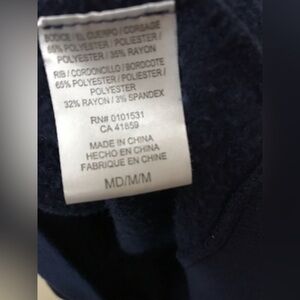 BODICE / EL CUERPO / CORSAGE
65% POLYESTER / POLIESTER /
POLYESTER / 35% RAYON
RIB / CORDONCILLO / BORDCOTE
65% POLYESTER / POLIESTER /
POLYESTER
32% RAYON / 3% SPANDEX
RN# 0101531
CA 41859
MADE IN CHINA
HECHO EN CHINA
FABRIQUE EN CHINE
MD/M/M